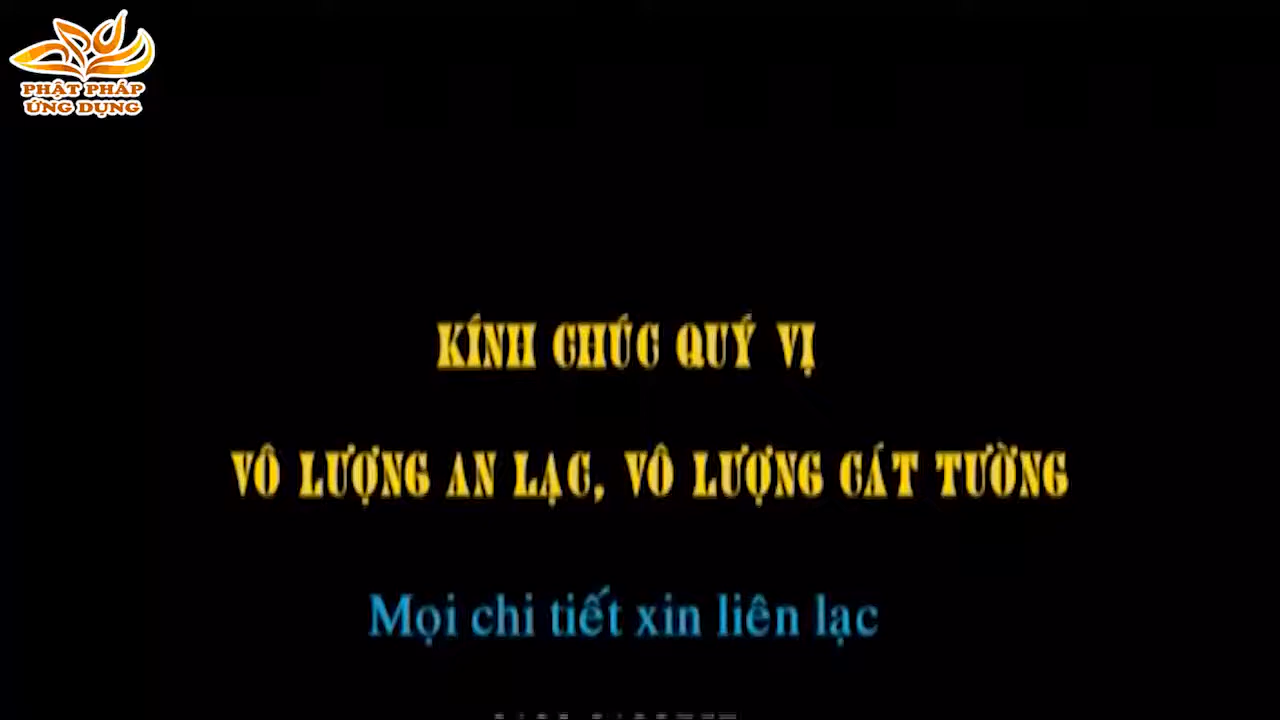 PHẬT PHÁP
ỨNG DỤNG
KÍNH CHÚC QUÝ VỊ
VÔ LƯỢNG AN LẠC, VÔ LƯỢNG CÁT TƯỜNG
Mọi chi tiết xin liên lạc